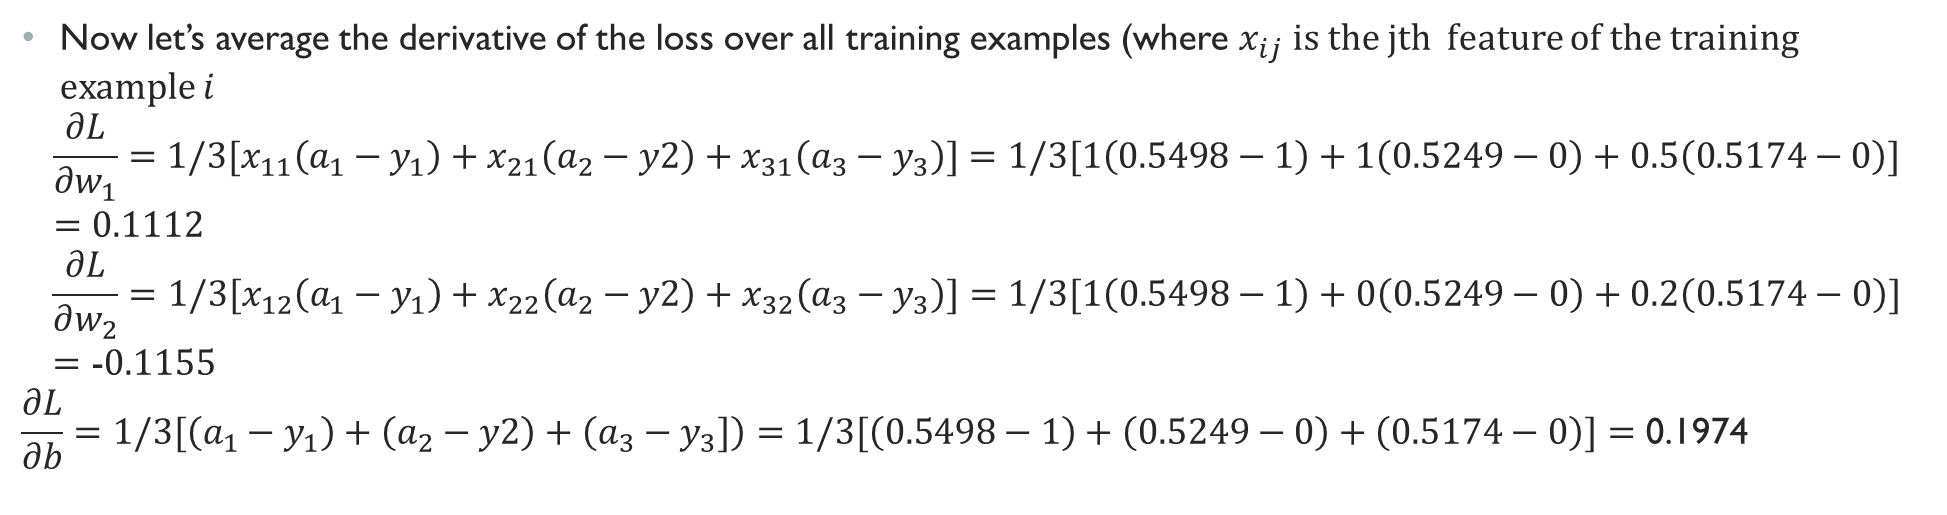 • Now let's average the derivative of the loss over all training examples (where x_{ij} is the jth feature of the training
example i
∂L/∂w₁ = 1/3[x₁₁(a₁ − y₁) + x₂₁(a₂ − y2) + x₃₁(a₃ − y₃)] = 1/3[1(0.5498 − 1) + 1(0.5249 − 0) + 0.5(0.5174 − 0)]
= 0.1112
∂L/∂w₂ = 1/3[x₁₂(a₁ − y₁) + x₂₂(a₂ − y2) + x₃₂(a₃ − y₃)] = 1/3[1(0.5498 − 1) + 0(0.5249 − 0) + 0.2(0.5174 − 0)]
= -0.1155
∂L/∂b = 1/3[(a₁ − y₁) + (a₂ − y2) + (a₃ − y₃]) = 1/3[(0.5498 − 1) + (0.5249 − 0) + (0.5174 − 0)] = 0.1974